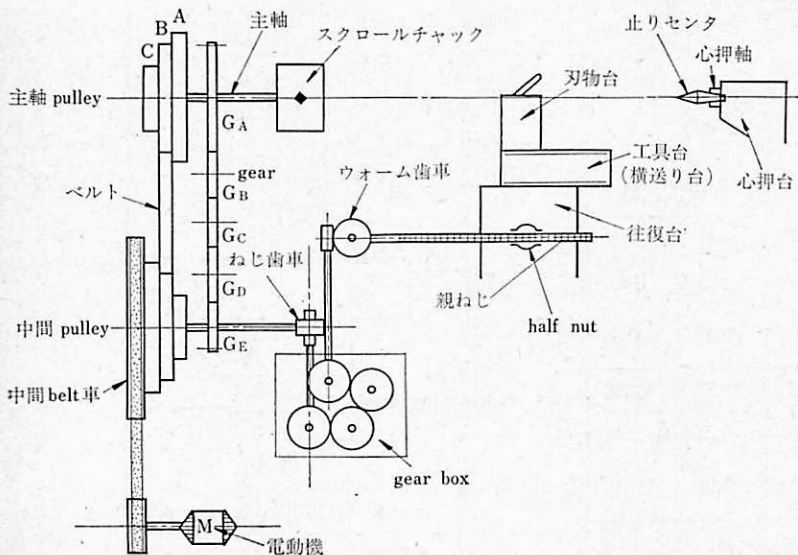 A
B
C
主軸
スクロールチャック
止りセンタ
心押軸
主軸 pulley
刃物台
GA
工具台
(横送り台)
心押台
gear
ベルト
ウォーム歯車
GB
往復台
GC
ねじ歯車
GD
親ねじ
half nut
中間 pulley
GE
中間belt車
gear box
M
電動機